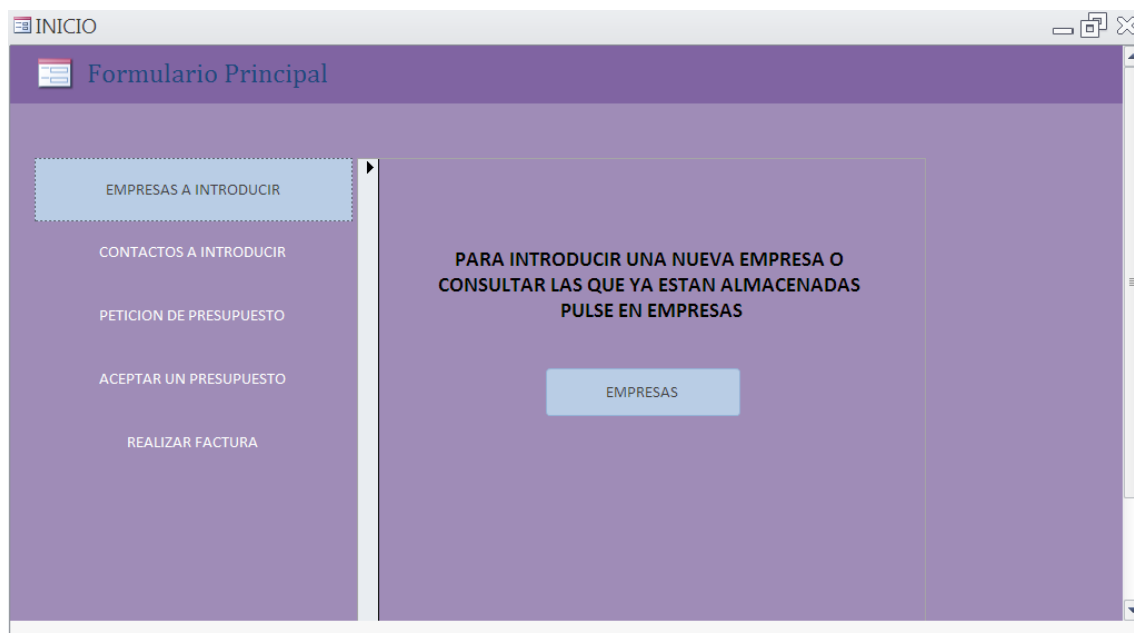 INICIO
Formulario Principal
EMPRESAS A INTRODUCIR
CONTACTOS A INTRODUCIR
PETICION DE PRESUPUESTO
ACEPTAR UN PRESUPUESTO
REALIZAR FACTURA
PARA INTRODUCIR UNA NUEVA EMPRESA O
CONSULTAR LAS QUE YA ESTAN ALMACENADAS
PULSE EN EMPRESAS
EMPRESAS